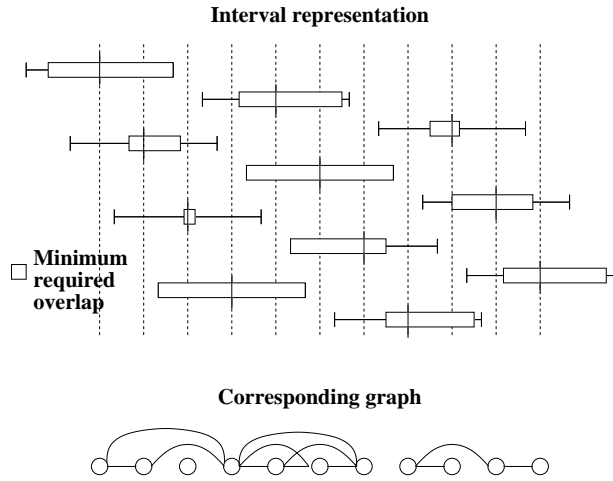 Interval representation
Minimum
required
overlap
Corresponding graph